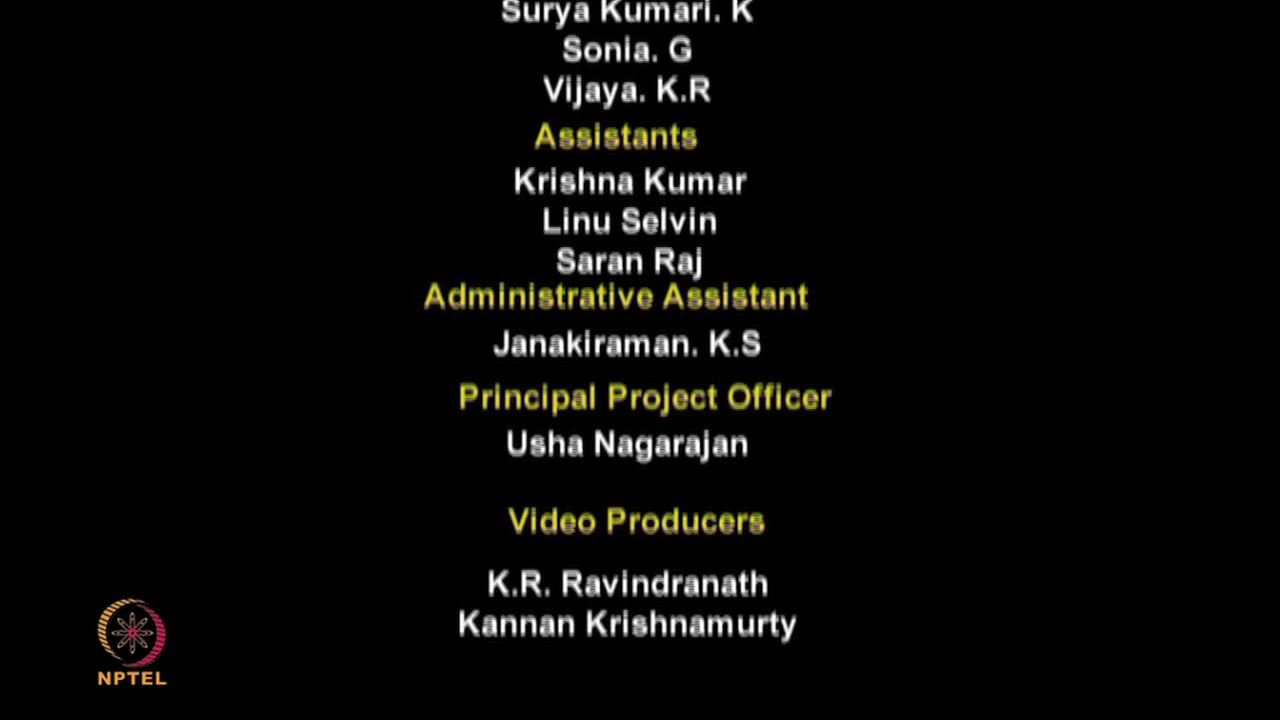 Surya Kumari. K
Sonia. G
Vijaya. K.R
Assistants
Krishna Kumar
Linu Selvin
Saran Raj
Administrative Assistant
Janakiraman. K.S
Principal Project Officer
Usha Nagarajan
Video Producers
K.R. Ravindranath
Kannan Krishnamurty
NPTEL